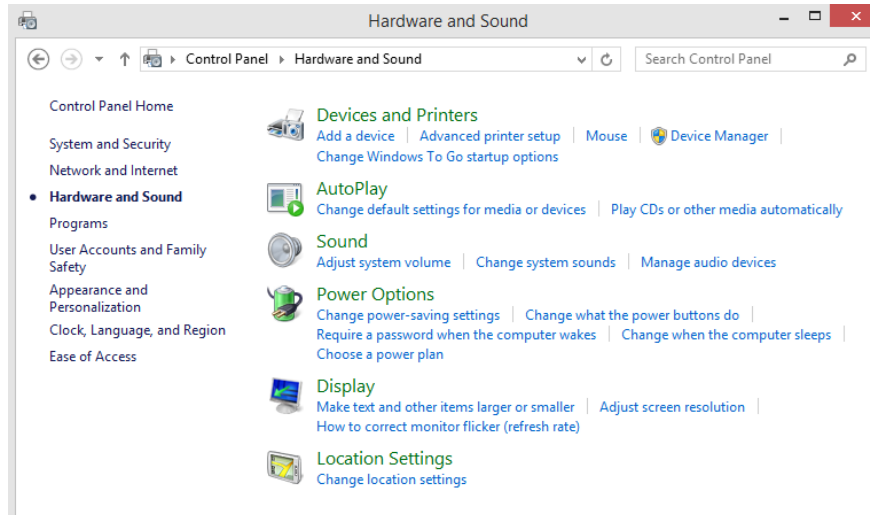 Hardware and Sound
Control Panel Hardware and Sound
Search Control Panel
Control Panel Home
System and Security
Network and Internet
Hardware and Sound
Programs
User Accounts and Family
Safety
Appearance and
Personalization
Clock, Language, and Region
Ease of Access
Devices and Printers
Add a device Advanced printer setup Mouse Device Manager
Change Windows To Go startup options
AutoPlay
Change default settings for media or devices Play CDs or other media automatically
Sound
Adjust system volume Change system sounds Manage audio devices
Power Options
Change power-saving settings Change what the power buttons do
Require a password when the computer wakes Change when the computer sleeps
Choose a power plan
Display
Make text and other items larger or smaller Adjust screen resolution
How to correct monitor flicker (refresh rate)
Location Settings
Change location settings